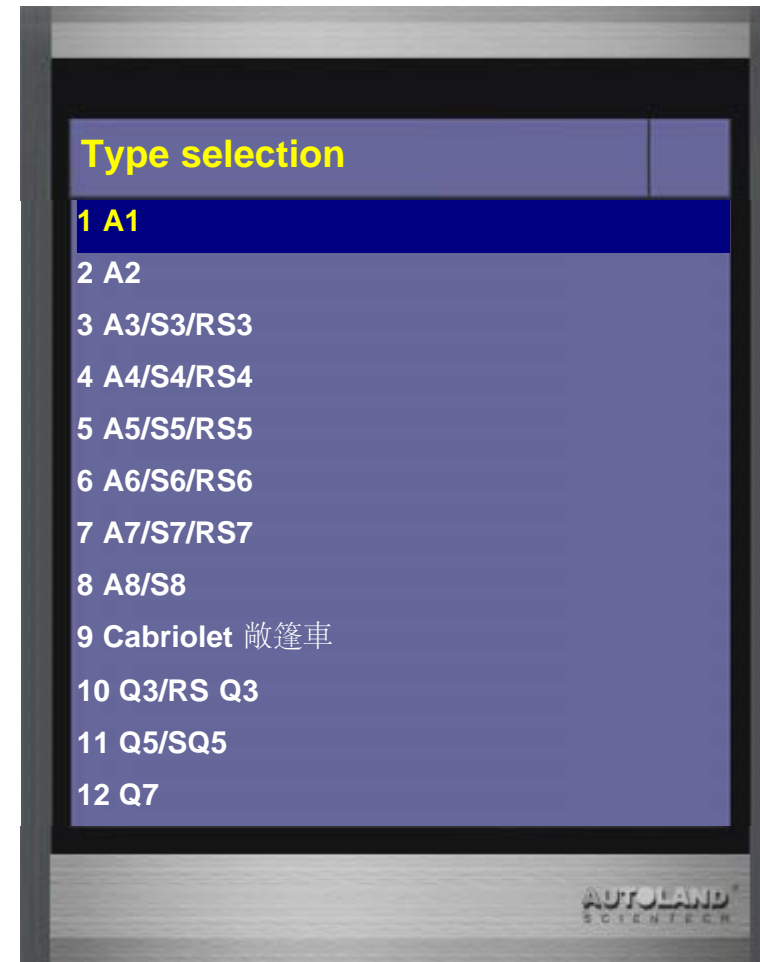 Type selection
1 A1
2 A2
3 A3/S3/RS3
4 A4/S4/RS4
5 A5/S5/RS5
6 A6/S6/RS6
7 A7/S7/RS7
8 A8/S8
9 Cabriolet 敞篷車
10 Q3/RS Q3
11 Q5/SQ5
12 Q7
AUTOLAND
SCIENTECH